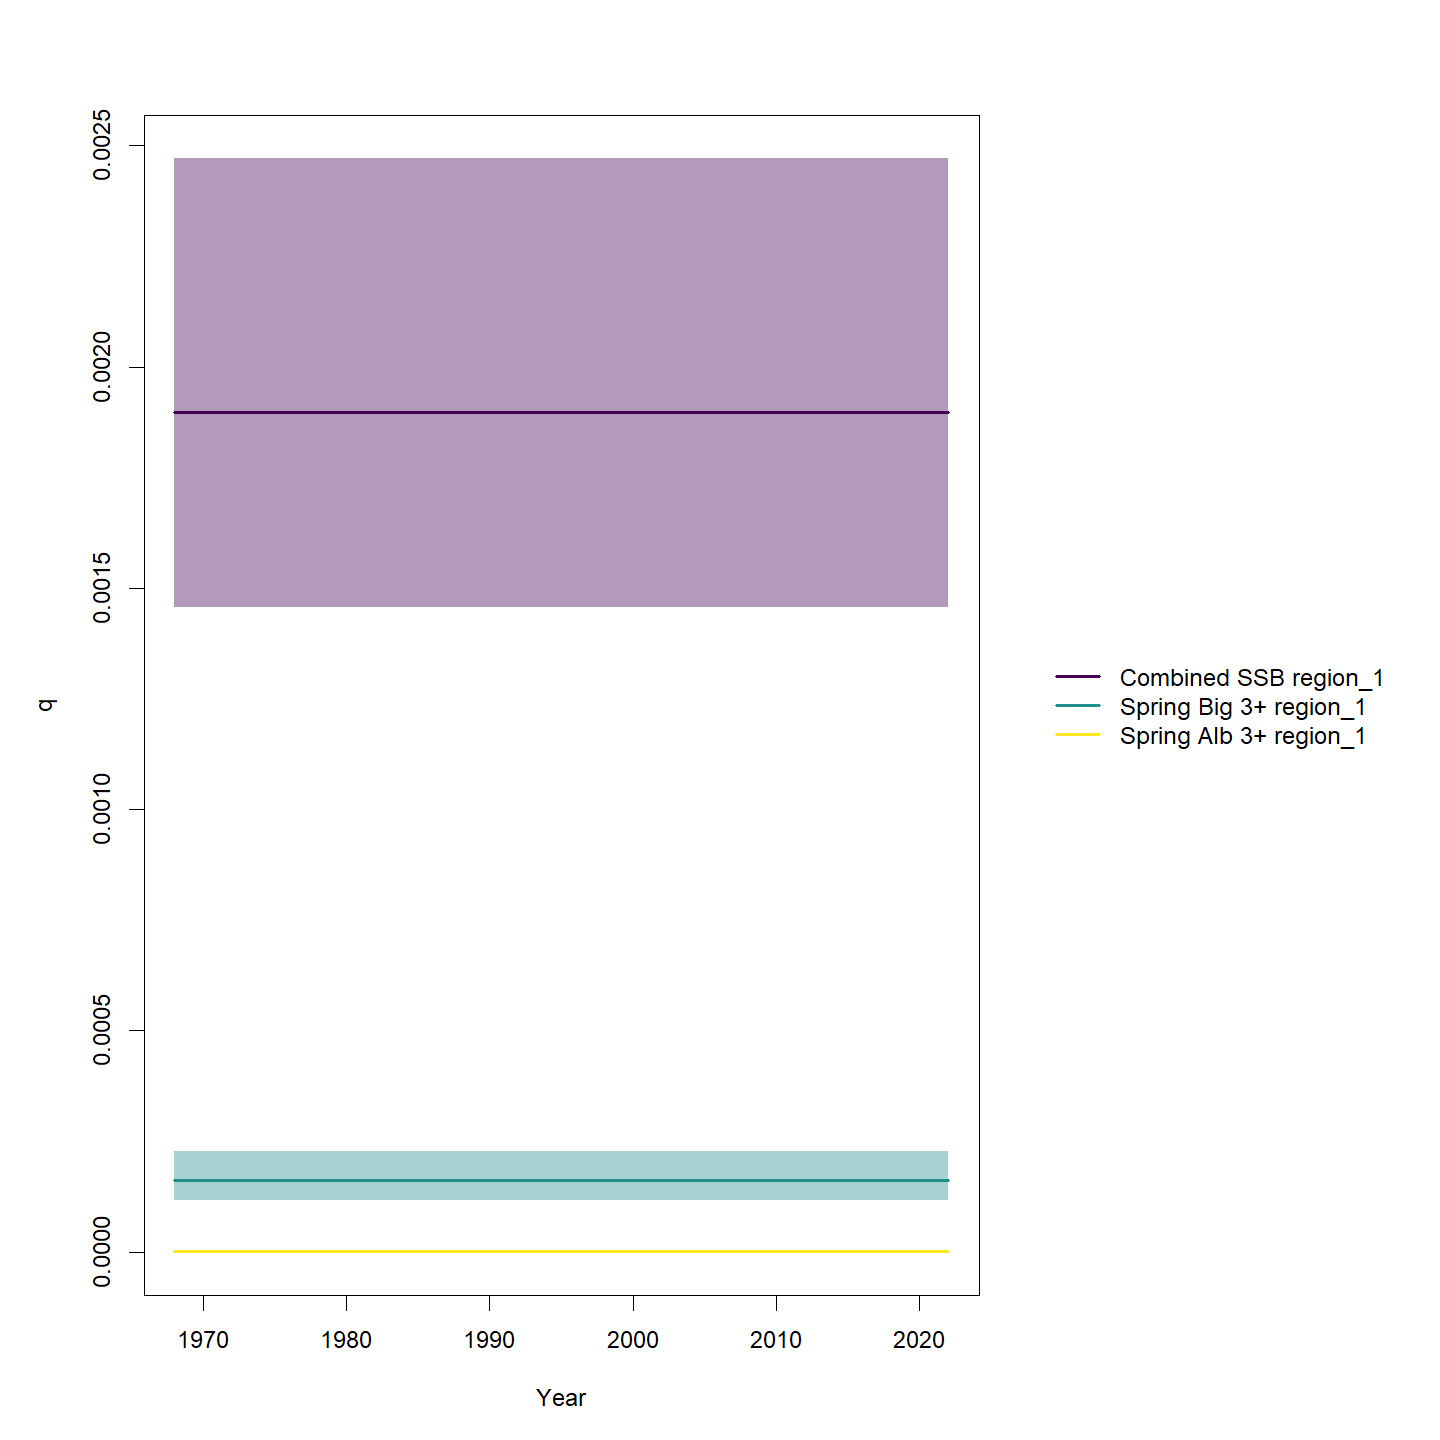 0.0025
0.0020
0.0015
0.0010
0.0005
0.0000
q
1970 1980 1990 2000 2010 2020
Year
Combined SSB region_1
Spring Big 3+ region_1
Spring Alb 3+ region_1